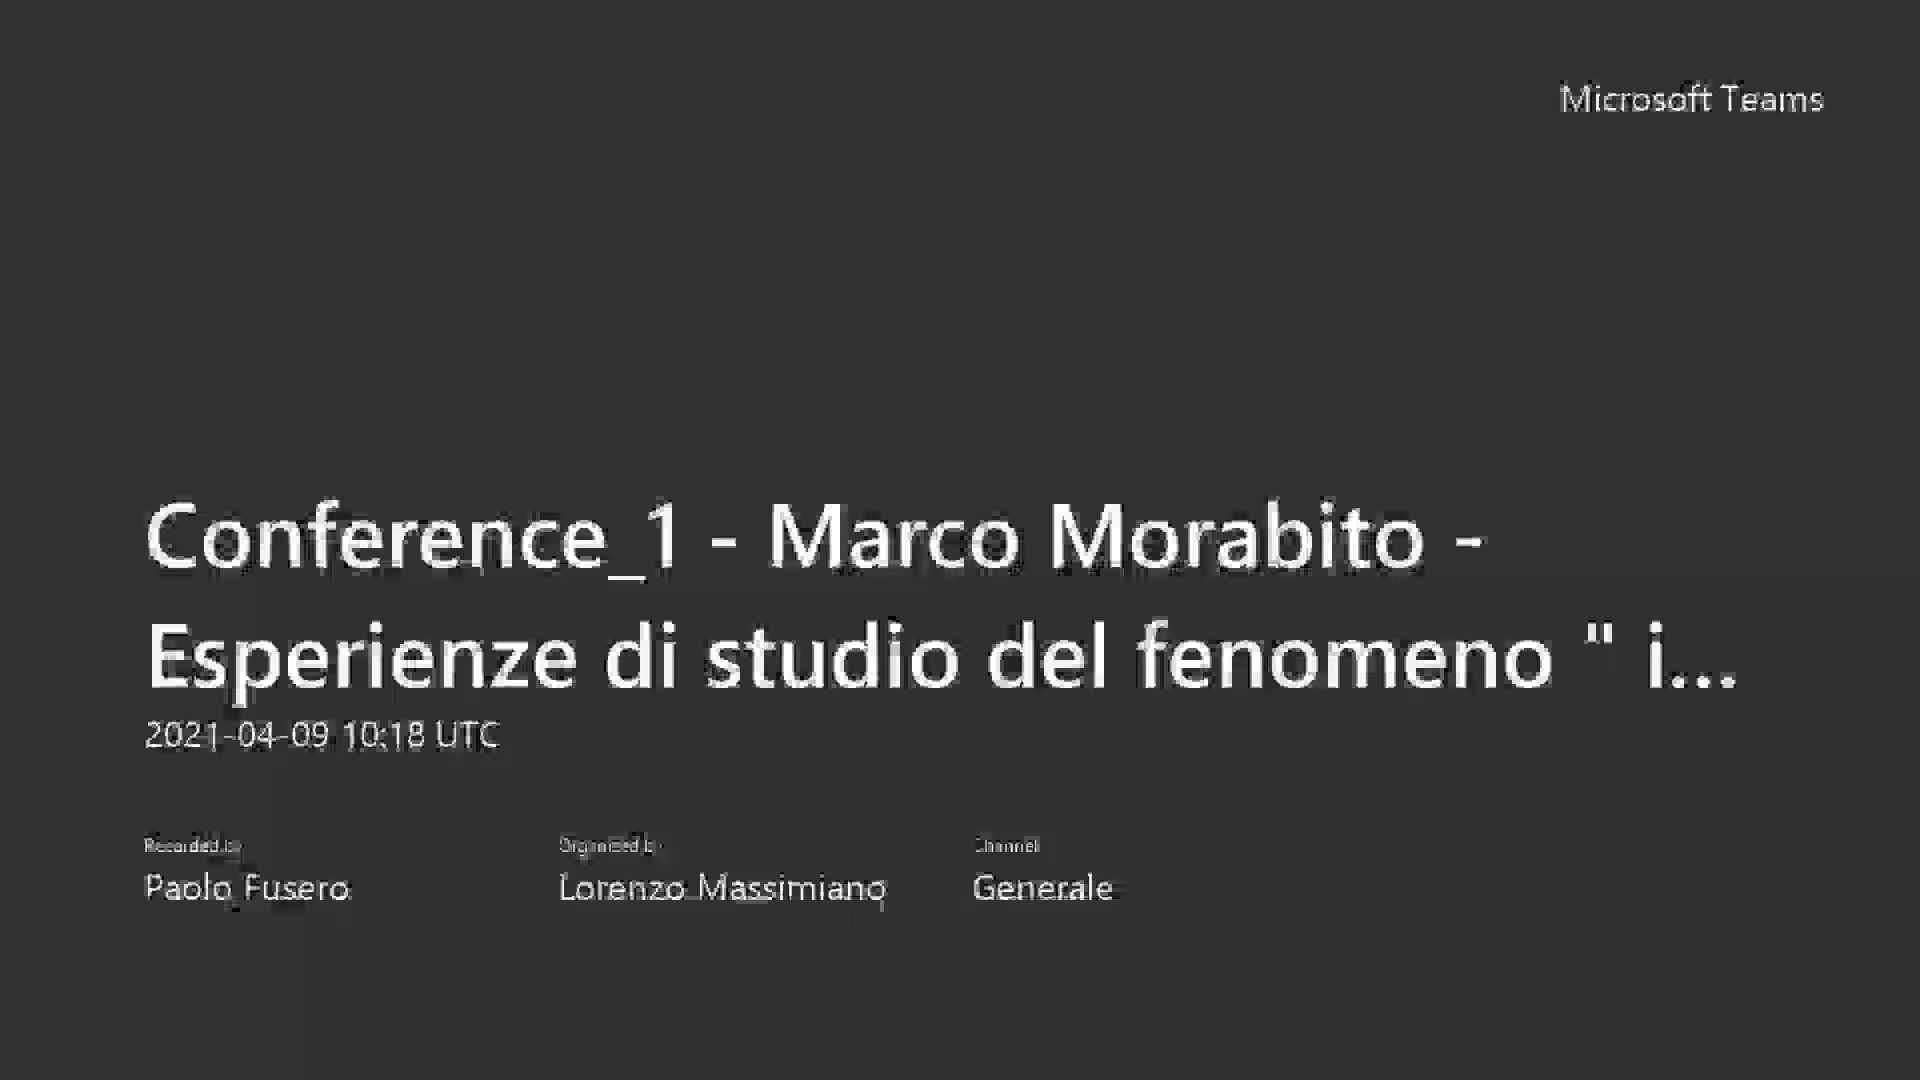 Microsoft Teams
Conference_1 - Marco Morabito -
Esperienze di studio del fenomeno " i...
2021-04-09 10:18 UTC
Recorded by
Organized by
Channel
Paolo Fusero
Lorenzo Massimiano
Generale